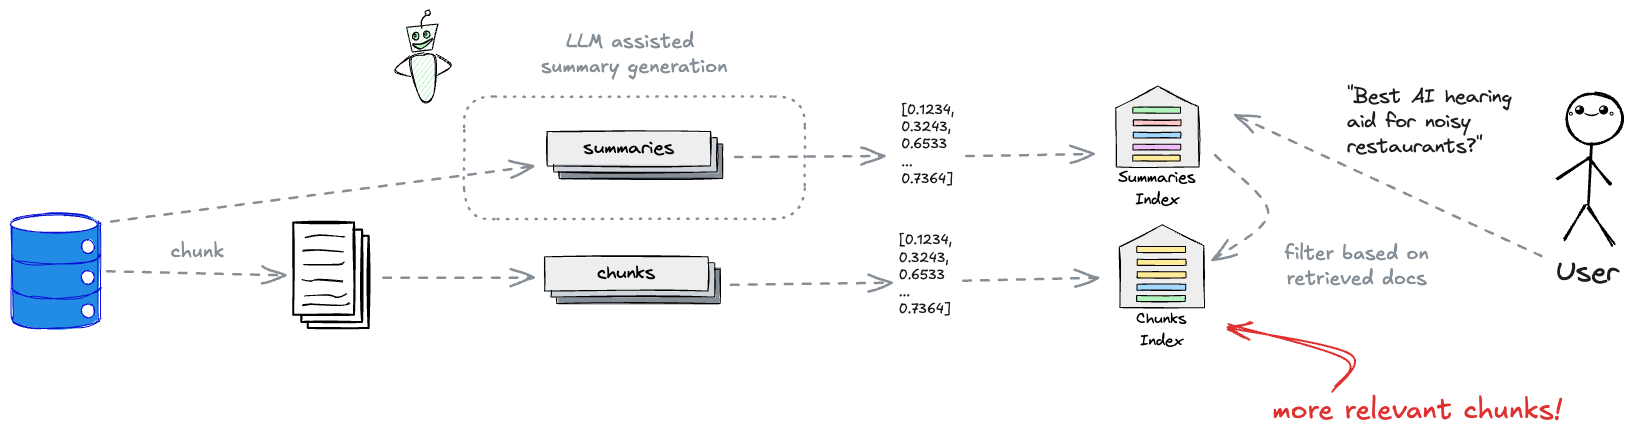 LLM assisted
summary generation
summaries
[0.1234,
0.3243,
0.6533
...
0.7364]
Summaries
Index
"Best AI hearing
aid for noisy
restaurants?"
User
chunk
chunks
[0.1234,
0.3243,
0.6533
...
0.7364]
Chunks
Index
filter based on
retrieved docs
more relevant chunks!